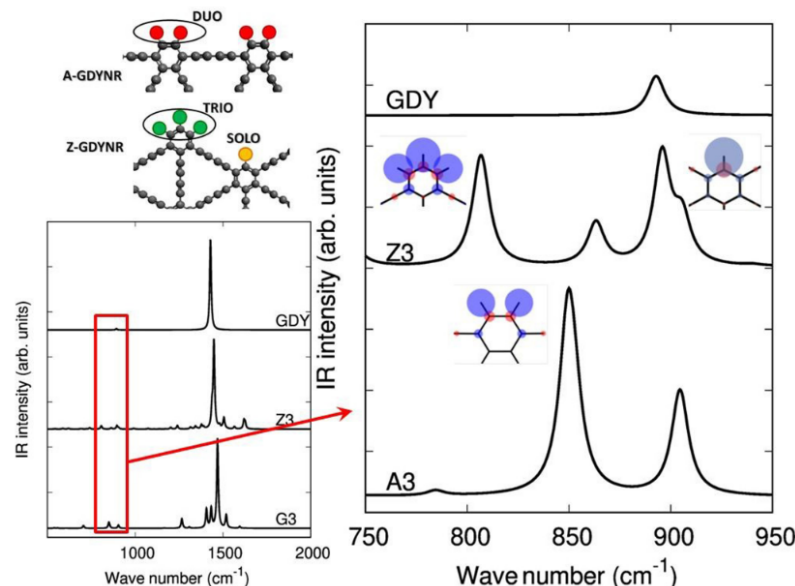 DUO
A-GDYNR
TRIO
Z-GDYNR
SOLO
IR intensity (arb. units)
GDY
Z3
G3
500 1000 1500 2000
Wave number (cm-1)
IR intensity (arb. units)
GDY
Z3
A3
750 800 850 900 950
Wave number (cm-1)